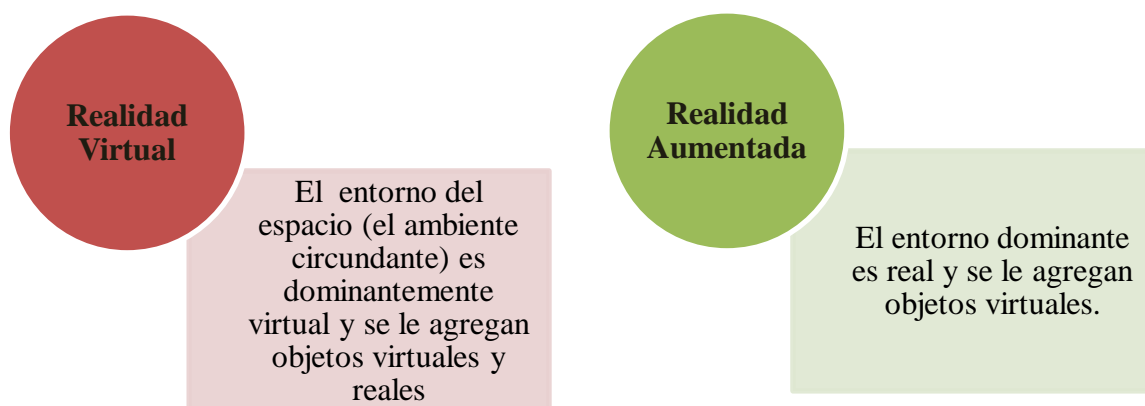 Realidad
Virtual
El entorno del
espacio (el ambiente
circundante) es
dominantemente
virtual y se le agregan
objetos virtuales y
reales
Realidad
Aumentada
El entorno dominante
es real y se le agregan
objetos virtuales.